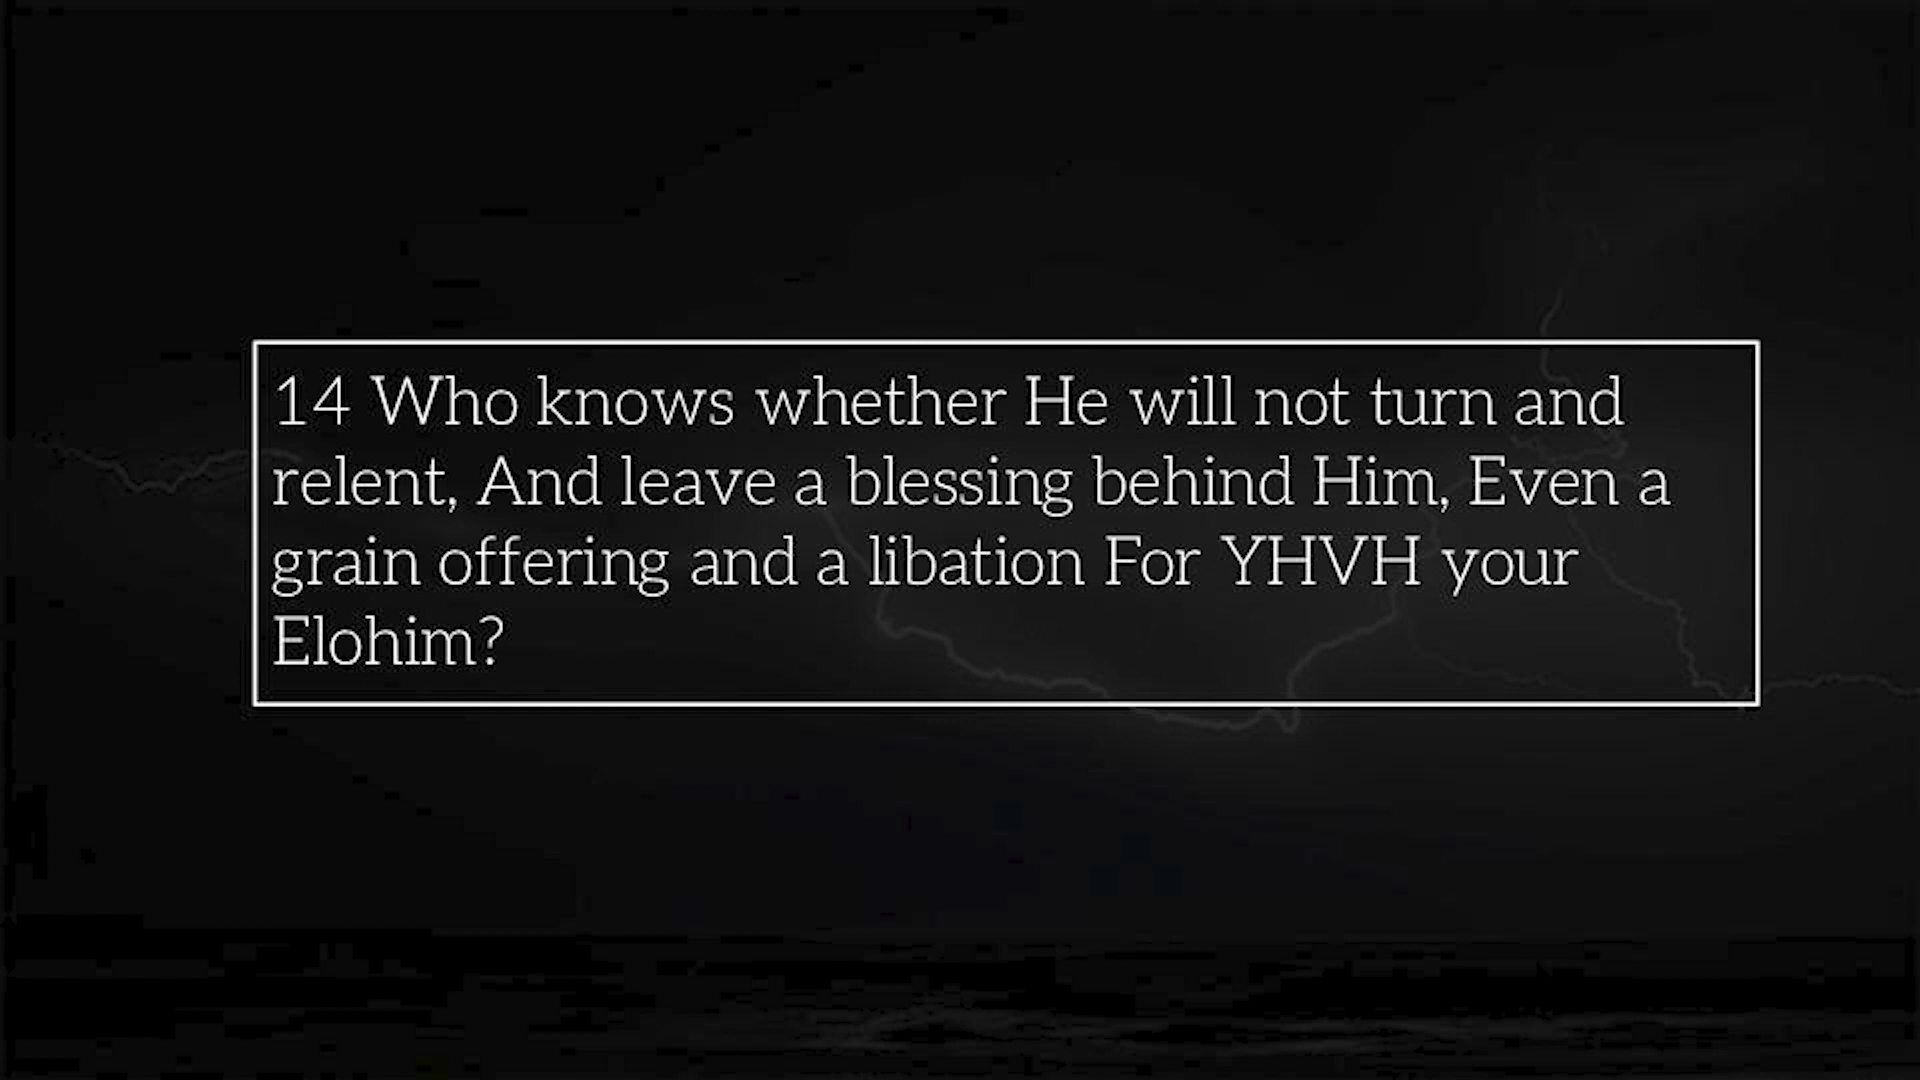 14 Who knows whether He will not turn and
relent, And leave a blessing behind Him, Even a
grain offering and a libation For YHVH your
Elohim?